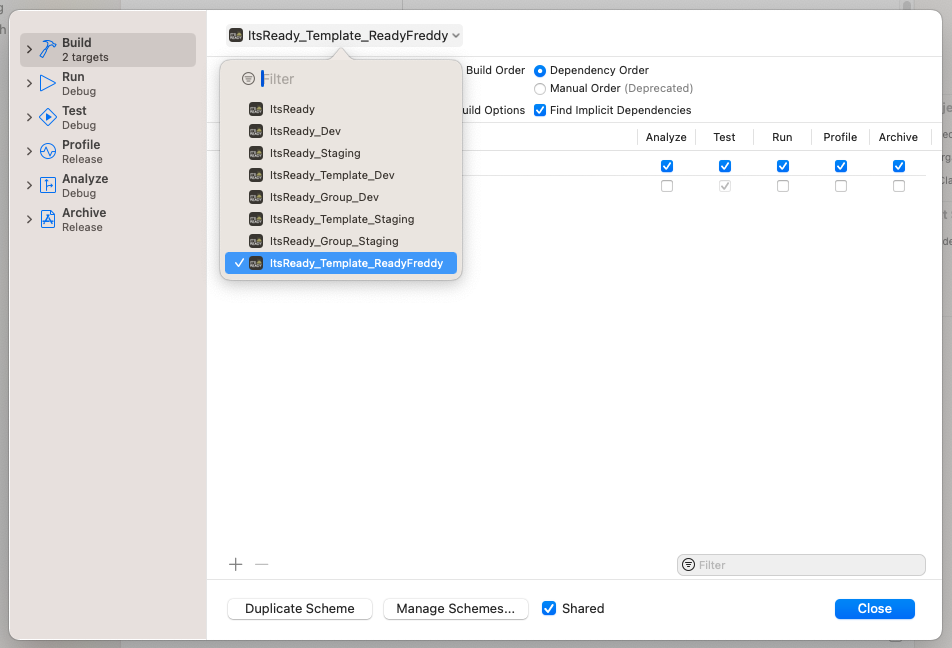 Build
2 targets
Run
Debug
Test
Debug
Profile
Release
Analyze
Debug
Archive
Release
ItsReady_Template_ReadyFreddy
Filter
ItsReady
ItsReady_Dev
ItsReady_Staging
ItsReady_Template_Dev
ItsReady_Group_Dev
ItsReady_Template_Staging
ItsReady_Group_Staging
ItsReady_Template_ReadyFreddy
Build Order
Dependency Order
Manual Order (Deprecated)
uild Options
Find Implicit Dependencies
Analyze Test Run Profile Archive
Filter
Duplicate Scheme
Manage Schemes...
Shared
Close